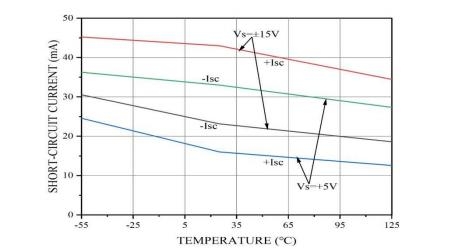 50
Vs=±15V
40
+Isc
-Isc
30
-Isc
20
+Isc
10
Vs=±5V
0
-55 -25 5 35 65 95 125
TEMPERATURE (°C)
SHORT-CIRCUIT CURRENT (mA)